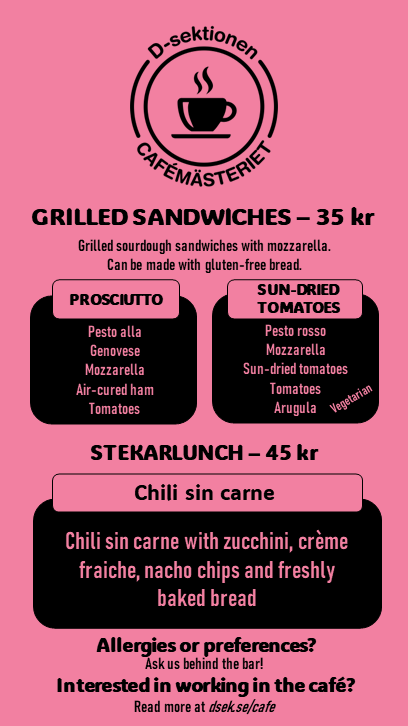 D-sektionen
CAFÉMÄSTERIET
GRILLED SANDWICHES – 35 kr
Grilled sourdough sandwiches with mozzarella.
Can be made with gluten-free bread.
PROSCIUTTO
Pesto alla
Genovese
Mozzarella
Air-cured ham
Tomatoes
SUN-DRIED
TOMATOES
Pesto rosso
Mozzarella
Sun-dried tomatoes
Tomatoes
Arugula
Vegetarian
STEKARLUNCH – 45 kr
Chili sin carne
Chili sin carne with zucchini, crème
fraiche, nacho chips and freshly
baked bread
Allergies or preferences?
Ask us behind the bar!
Interested in working in the café?
Read more at dsek.se/cafe